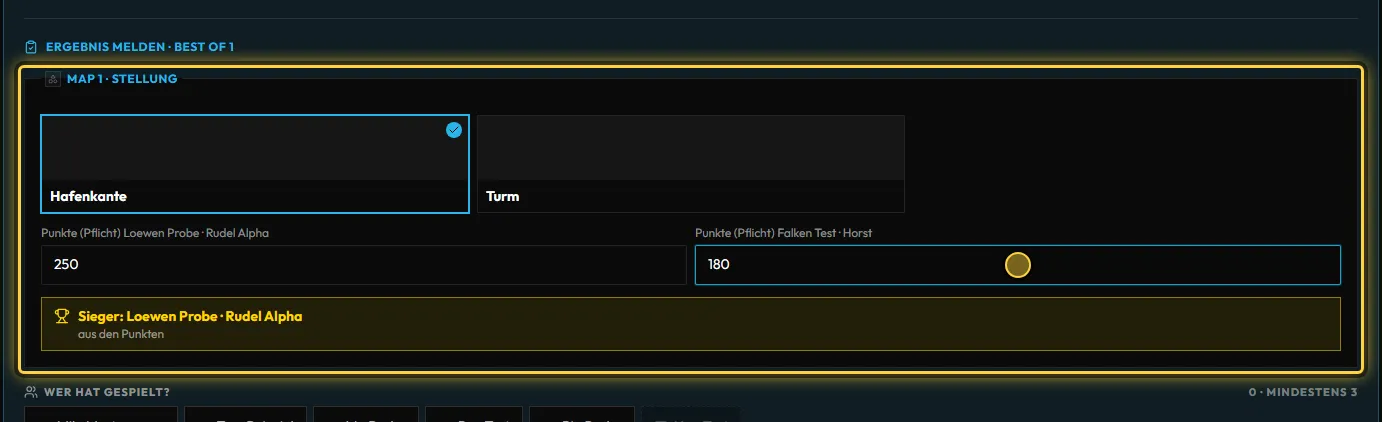 ERGEBNIS MELDEN · BEST OF 1
MAP 1 · STELLUNG
Hafenkante
Turm
Punkte (Pflicht) Loewen Probe · Rudel Alpha
Punkte (Pflicht) Falken Test · Horst
250
180
Sieger: Loewen Probe · Rudel Alpha
aus den Punkten
WER HAT GESPIELT?
0 · MINDESTENS 3